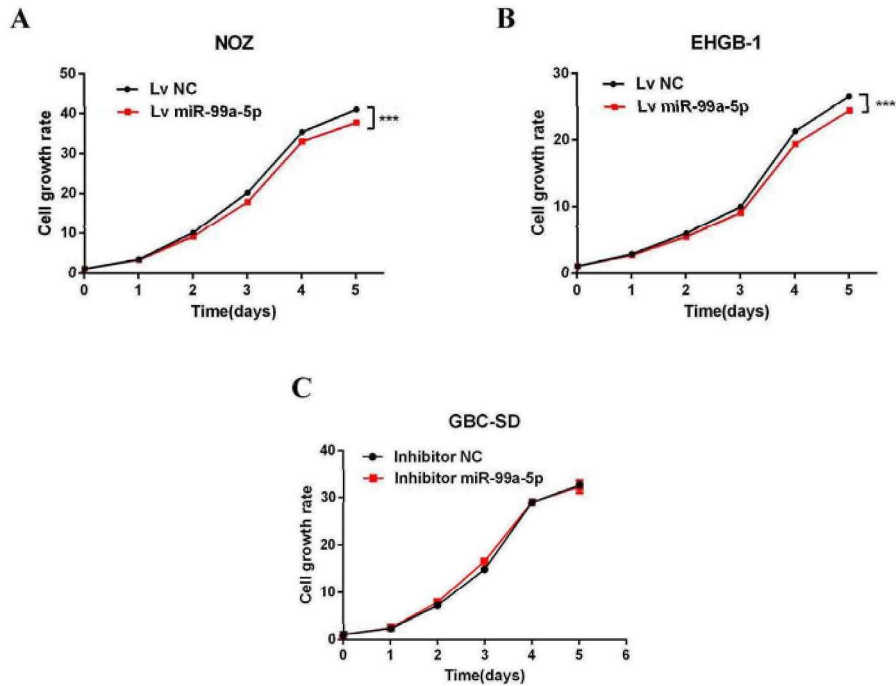 A
NOZ
Lv NC
Lv miR-99a-5p
***
Cell growth rate
50
40
30
20
10
0
0 1 2 3 4 5
Time(days)
B
EHGB-1
Lv NC
Lv miR-99a-5p
***
Cell growth rate
30
20
10
0
0 1 2 3 4 5
Time(days)
C
GBC-SD
Inhibitor NC
Inhibitor miR-99a-5p
Cell growth rate
40
30
20
10
0
0 1 2 3 4 5 6
Time(days)